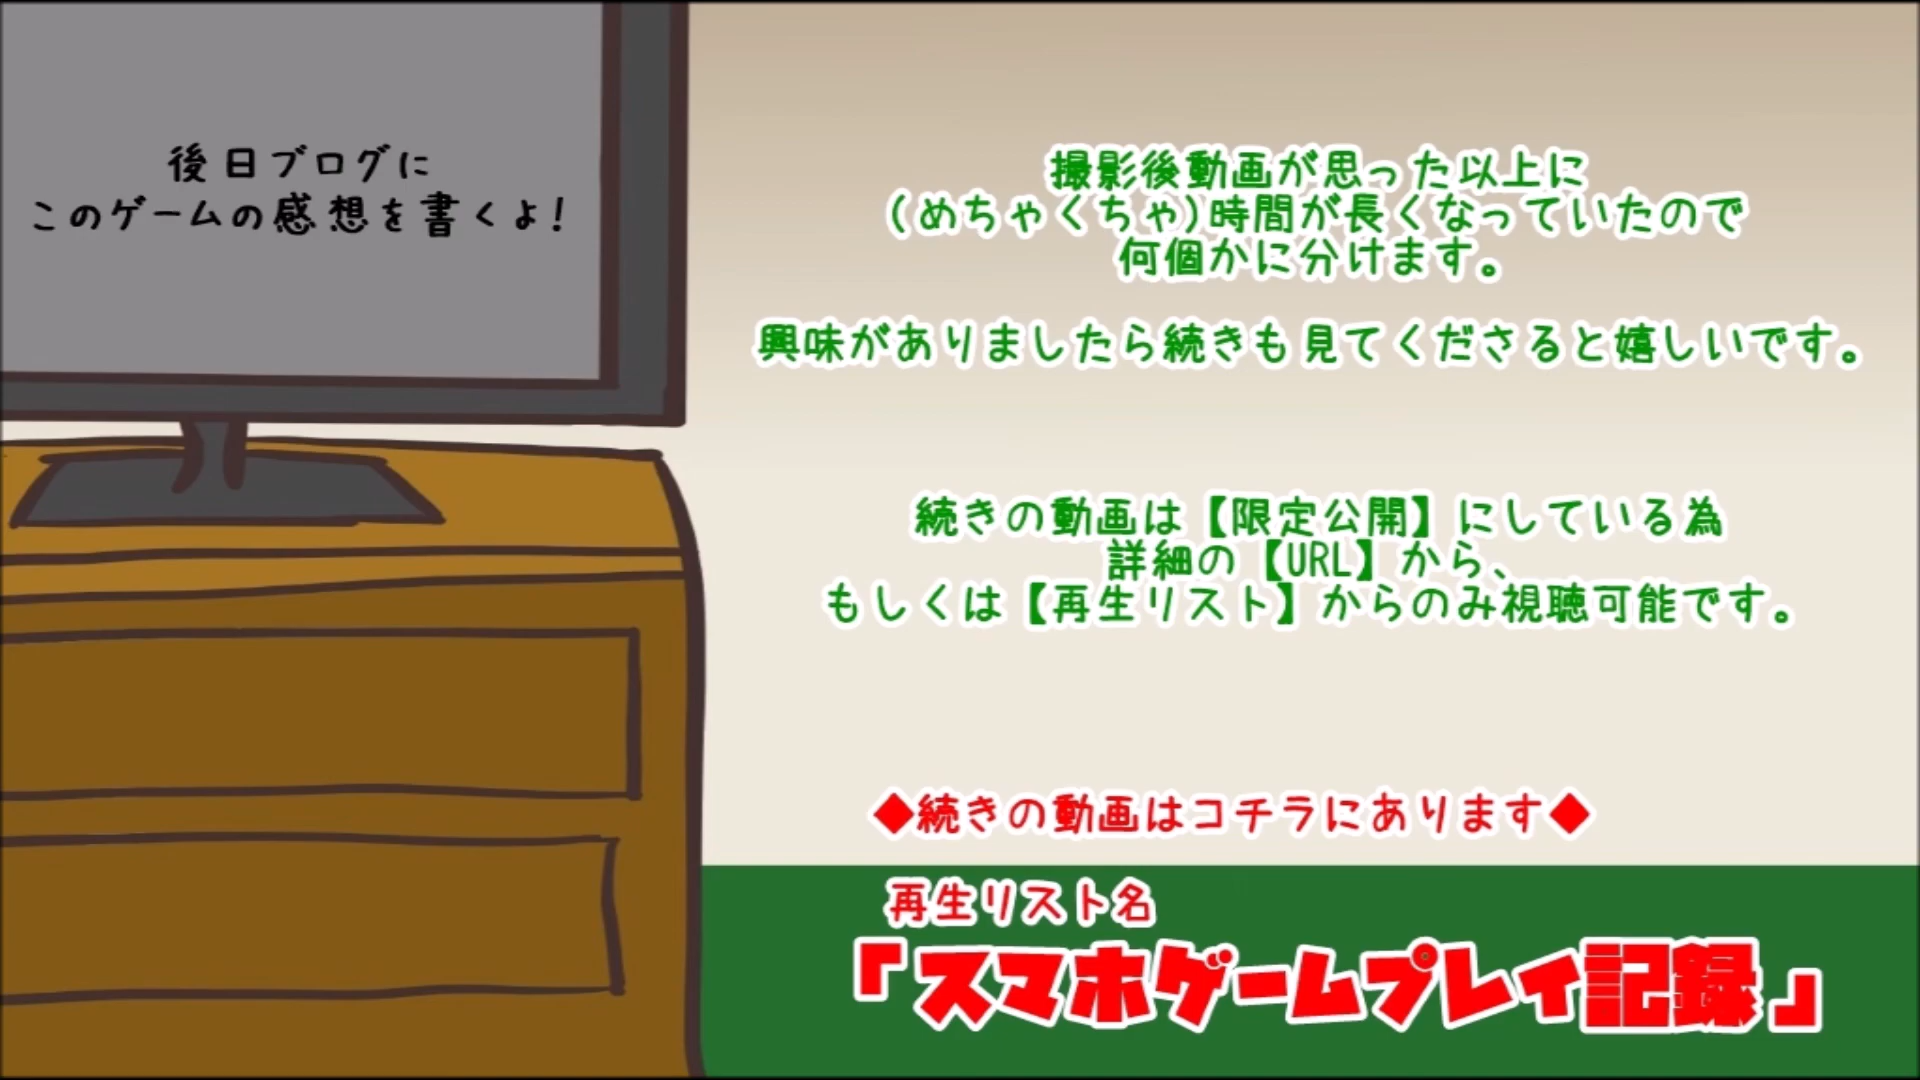 後日ブログに
このゲームの感想を書くよ!
撮影後動画が思った以上に
(めちゃくちゃ)時間が長くなっていたので
何個かに分けます。
興味がありましたら続きも見てくださると嬉しいです。
続きの動画は【限定公開】にしている為
詳細の【URL】から、
もしくは【再生リスト】からのみ視聴可能です。
◆続きの動画はコチラにあります◆
再生リスト名
「スマホゲームプレイ記録」